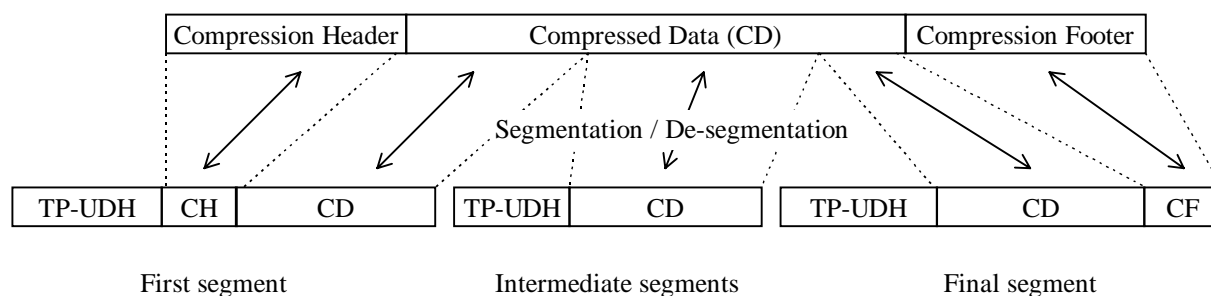 Compression Header Compressed Data (CD) Compression Footer
Segmentation / De-segmentation
TP-UDH CH CD TP-UDH CD TP-UDH CD CF
First segment Intermediate segments Final segment